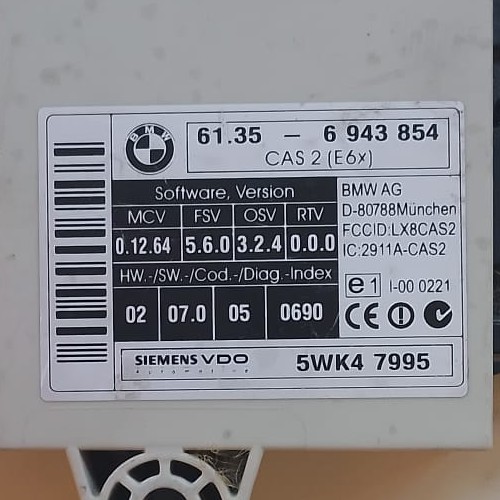 BMW
61.35 – 6 943 854
CAS 2 (E6x)
Software, Version
MCV FSV OSV RTV
0.12.64 5.6.0 3.2.4 0.0.0
HW.-/SW.-/Cod.-/Diag.-Index
02 07.0 05 0690
BMW AG
D-80788München
FCCID:LX8CAS2
IC:2911A-CAS2
e1 I-00 0221
CE
SIEMENS VDO
Automotive
5WK4 7995